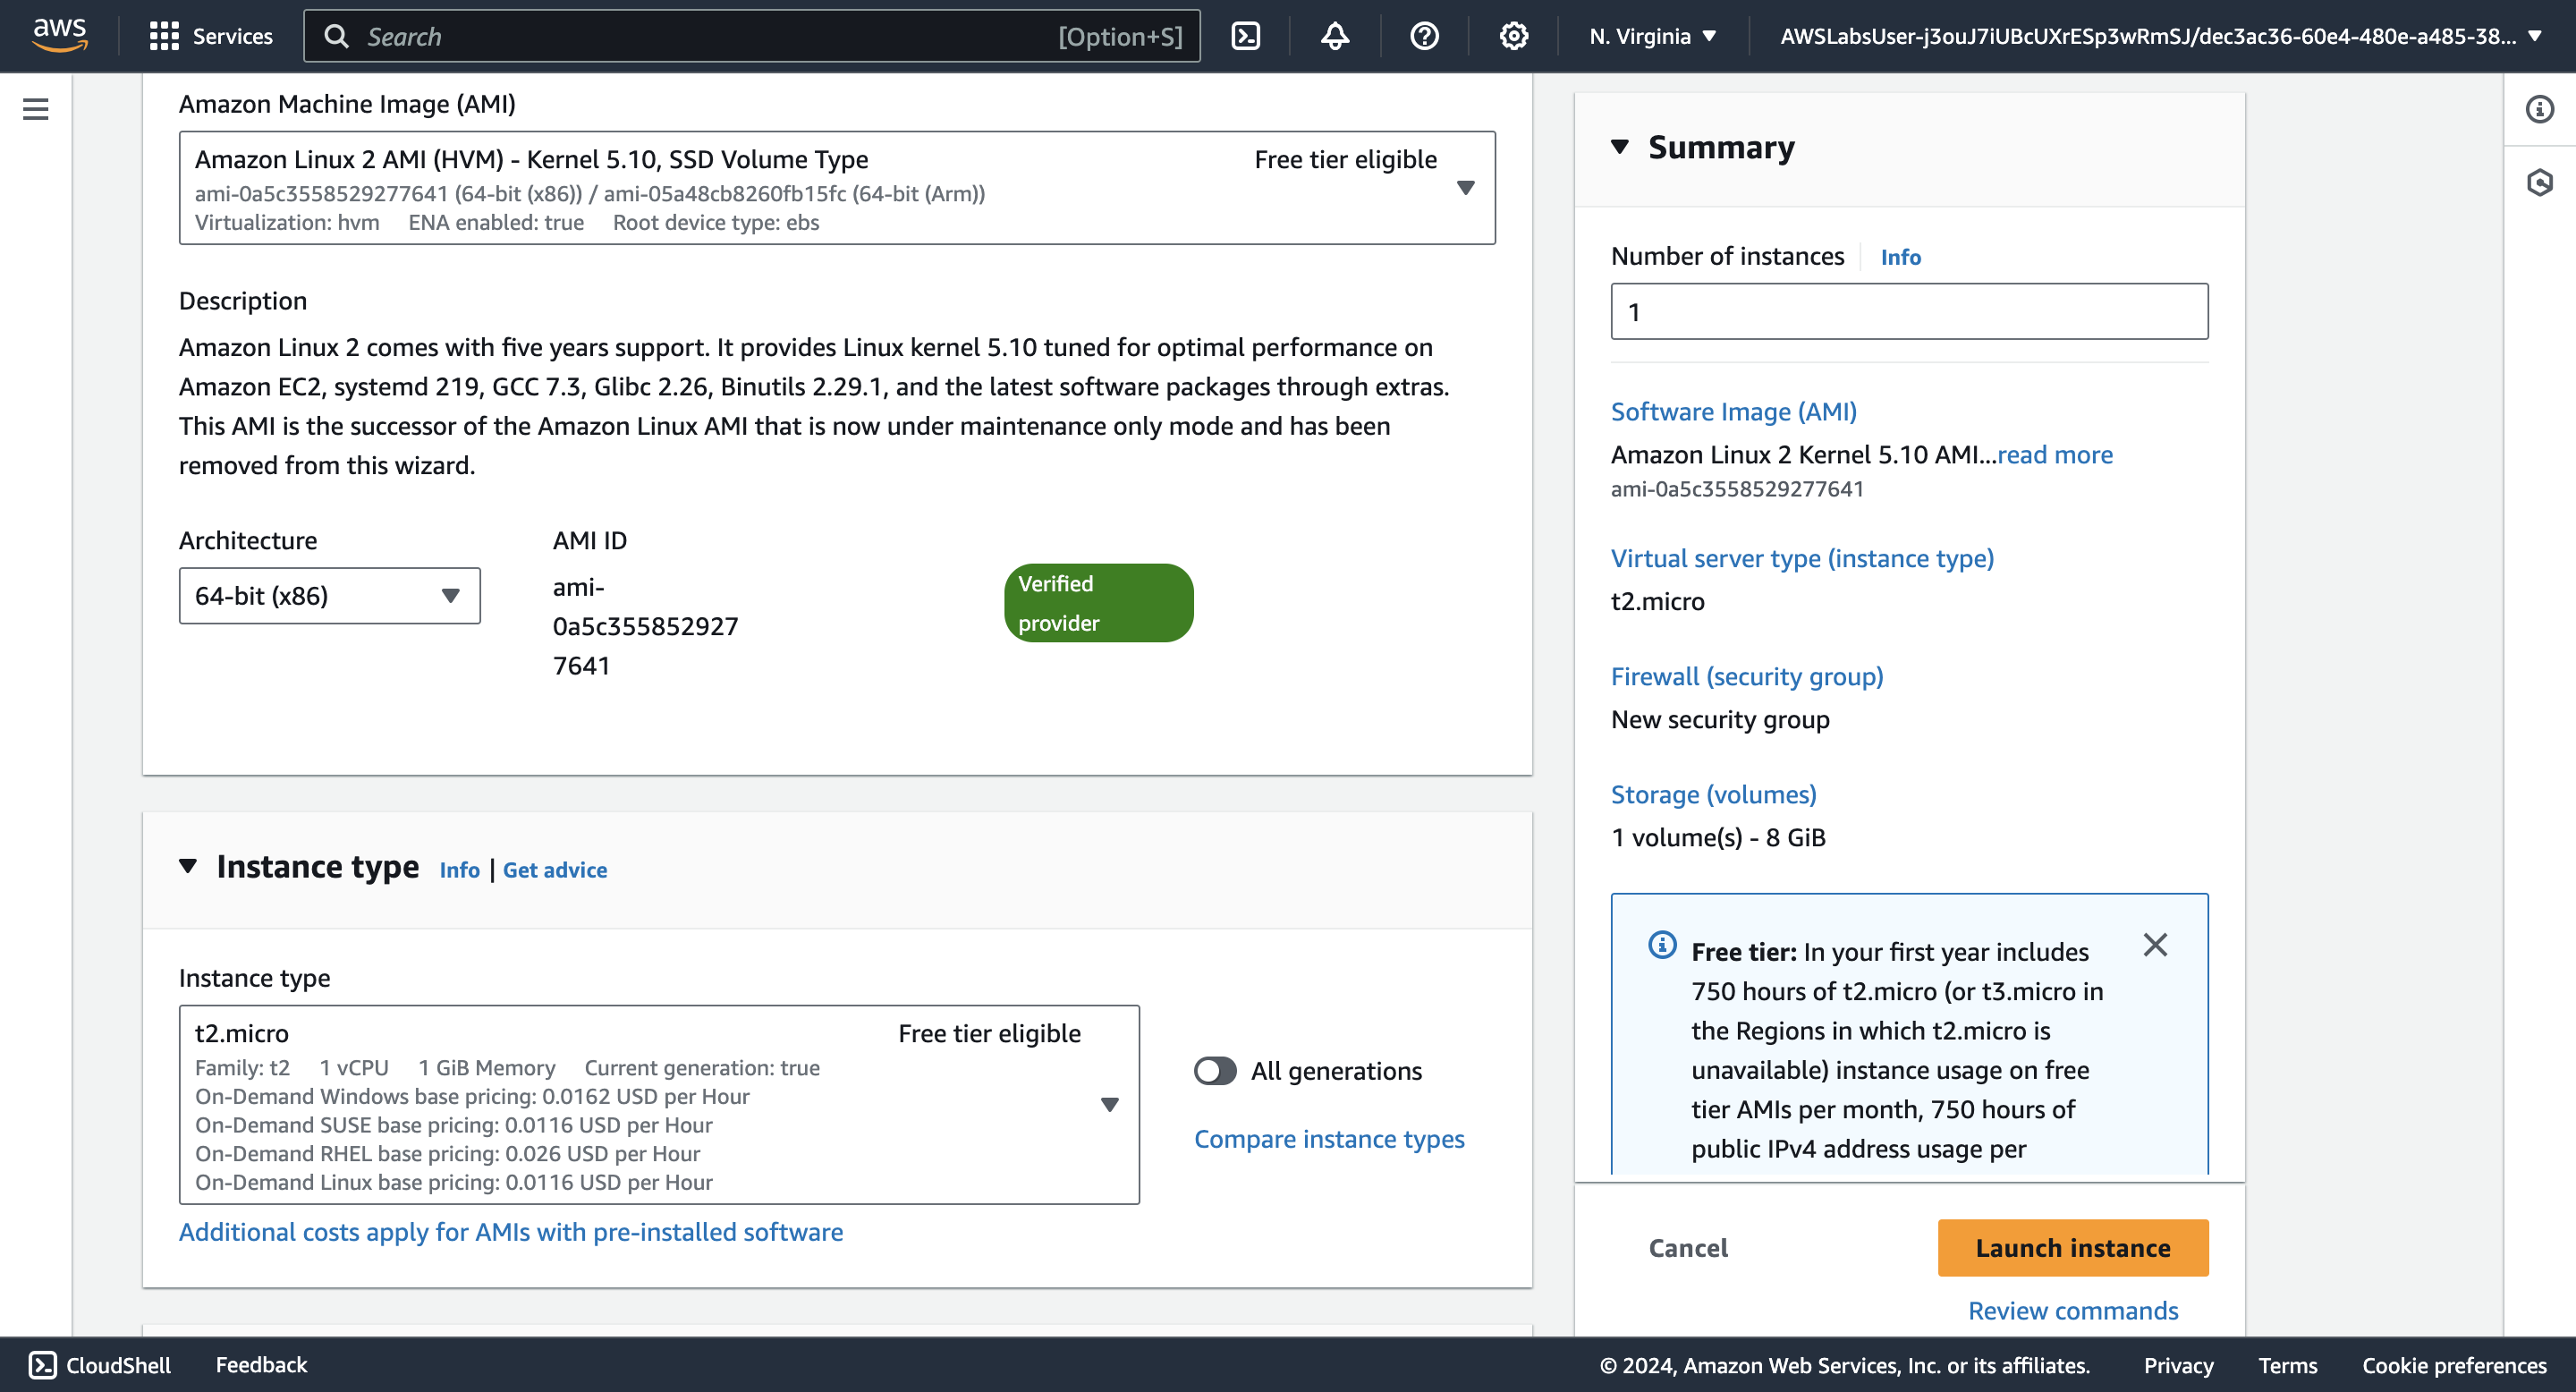 aws
Services
Search
[Option+S]
N. Virginia
AWSLabsUser-j3ouJ7iUBcUXrESp3wRmSJ/dec3ac36-60e4-480e-a485-38...
Amazon Machine Image (AMI)
Amazon Linux 2 AMI (HVM) - Kernel 5.10, SSD Volume Type
Free tier eligible
ami-0a5c3558529277641 (64-bit (x86)) / ami-05a48cb8260fb15fc (64-bit (Arm))
Virtualization: hvm ENA enabled: true Root device type: ebs
Description
Amazon Linux 2 comes with five years support. It provides Linux kernel 5.10 tuned for optimal performance on
Amazon EC2, systemd 219, GCC 7.3, Glibc 2.26, Binutils 2.29.1, and the latest software packages through extras.
This AMI is the successor of the Amazon Linux AMI that is now under maintenance only mode and has been
removed from this wizard.
Architecture
64-bit (x86)
AMI ID
ami-
0a5c355852927
7641
Verified
provider
Instance type Info | Get advice
Instance type
t2.micro
Free tier eligible
Family: t2 1 vCPU 1 GiB Memory Current generation: true
On-Demand Windows base pricing: 0.0162 USD per Hour
On-Demand SUSE base pricing: 0.0116 USD per Hour
On-Demand RHEL base pricing: 0.026 USD per Hour
On-Demand Linux base pricing: 0.0116 USD per Hour
All generations
Compare instance types
Additional costs apply for AMIs with pre-installed software
Summary
Number of instances Info
1
Software Image (AMI)
Amazon Linux 2 Kernel 5.10 AMI...read more
ami-0a5c3558529277641
Virtual server type (instance type)
t2.micro
Firewall (security group)
New security group
Storage (volumes)
1 volume(s) - 8 GiB
Free tier: In your first year includes
750 hours of t2.micro (or t3.micro in
the Regions in which t2.micro is
unavailable) instance usage on free
tier AMIs per month, 750 hours of
public IPv4 address usage per
Cancel
Launch instance
Review commands
CloudShell
Feedback
© 2024, Amazon Web Services, Inc. or its affiliates.
Privacy
Terms
Cookie preferences